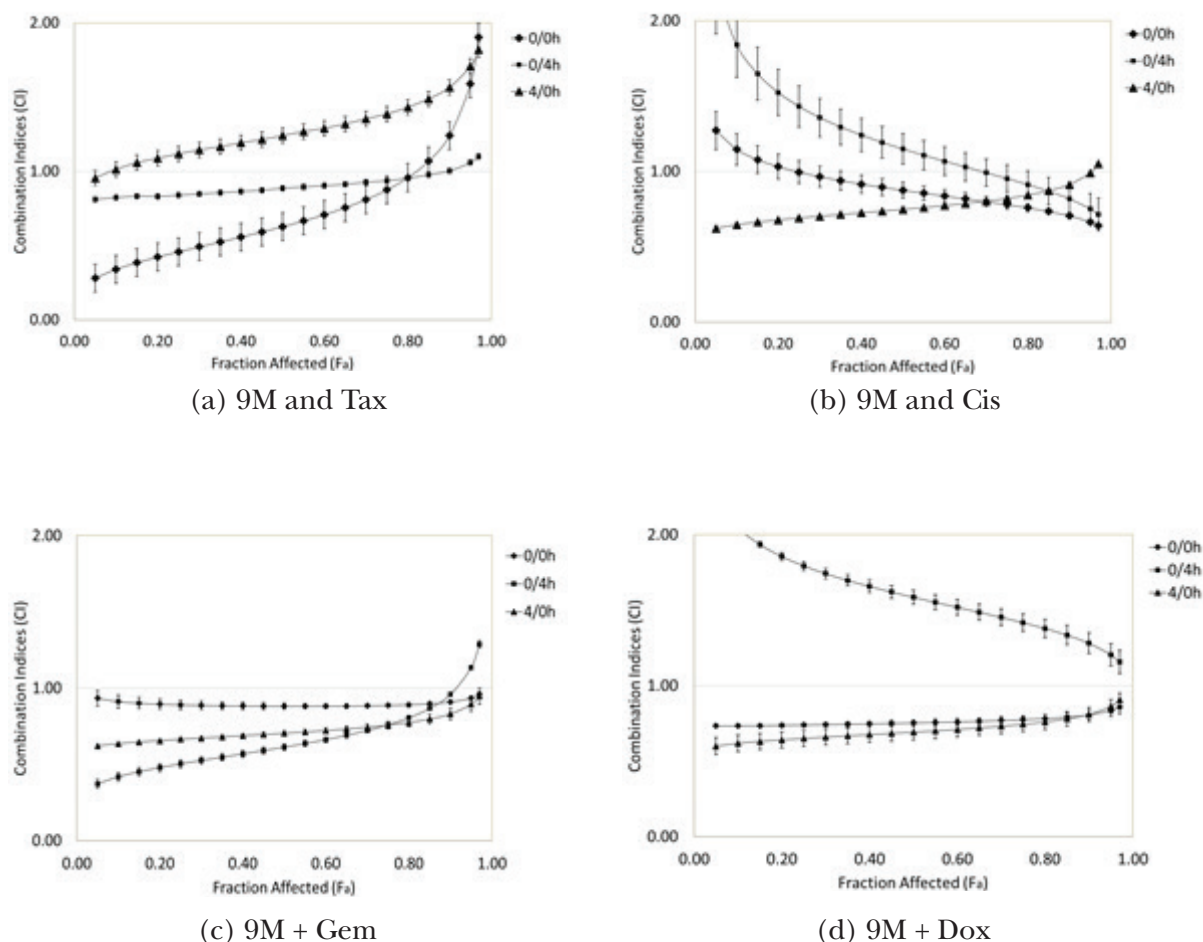 2.00
1.00
0.00
Combination Indices (CI)
0/0h
0/4h
4/0h
0.00 0.20 0.40 0.60 0.80 1.00
Fraction Affected (Fa)
(a) 9M and Tax
2.00
1.00
0.00
Combination Indices (CI)
0/0h
0/4h
4/0h
0.00 0.20 0.40 0.60 0.80 1.00
Fraction Affected (Fa)
(b) 9M and Cis
2.00
1.00
0.00
Combination Indices (CI)
0/0h
0/4h
4/0h
0.00 0.20 0.40 0.60 0.80 1.00
Fraction Affected (Fa)
(c) 9M + Gem
2.00
1.00
0.00
Combination Indices (CI)
0/0h
0/4h
4/0h
0.00 0.20 0.40 0.60 0.80 1.00
Fraction Affected (Fa)
(d) 9M + Dox